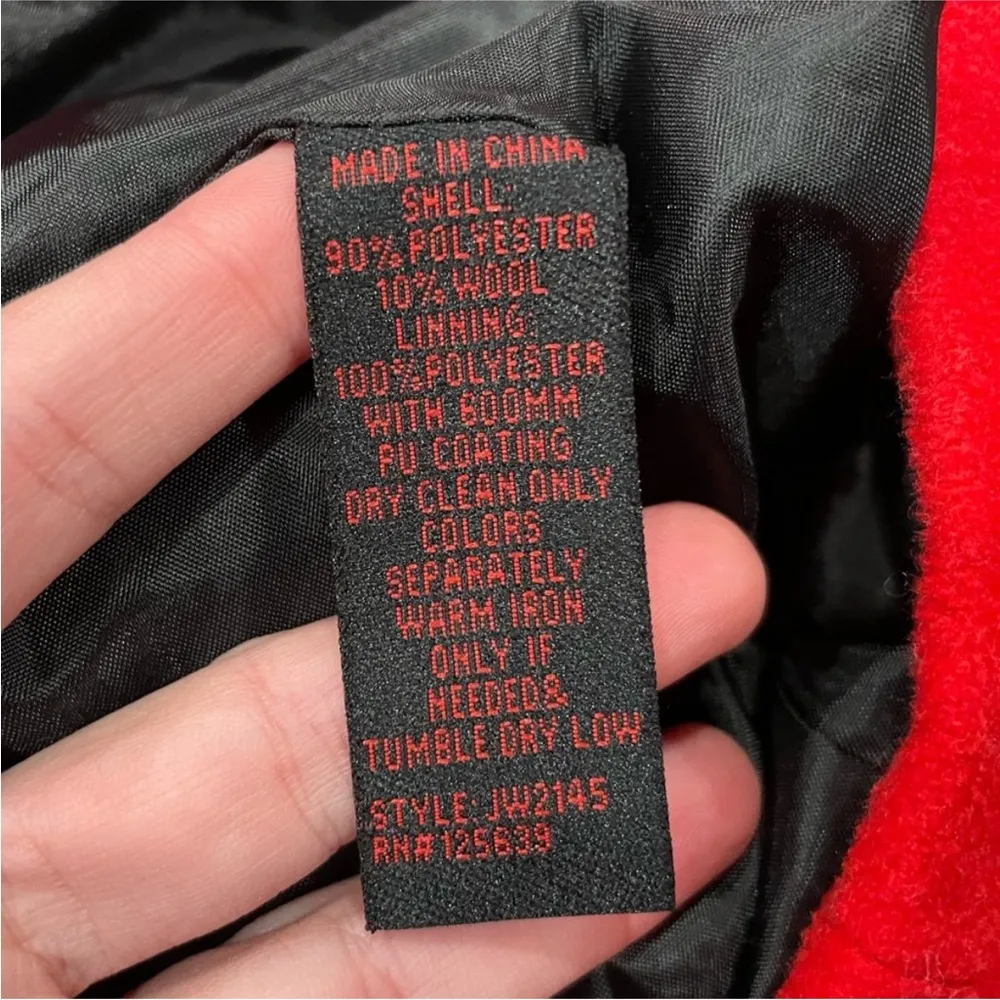 MADE IN CHINA
SHELL:
90%POLYESTER
10% WOOL
LINNING:
100%POLYESTER
WITH 600MM
PU COATING
DRY CLEAN ONLY
COLORS
SEPARATELY
WARM IRON
ONLY IF
NEEDED&
TUMBLE DRY LOW
STYLE: JW2145
RN#125639